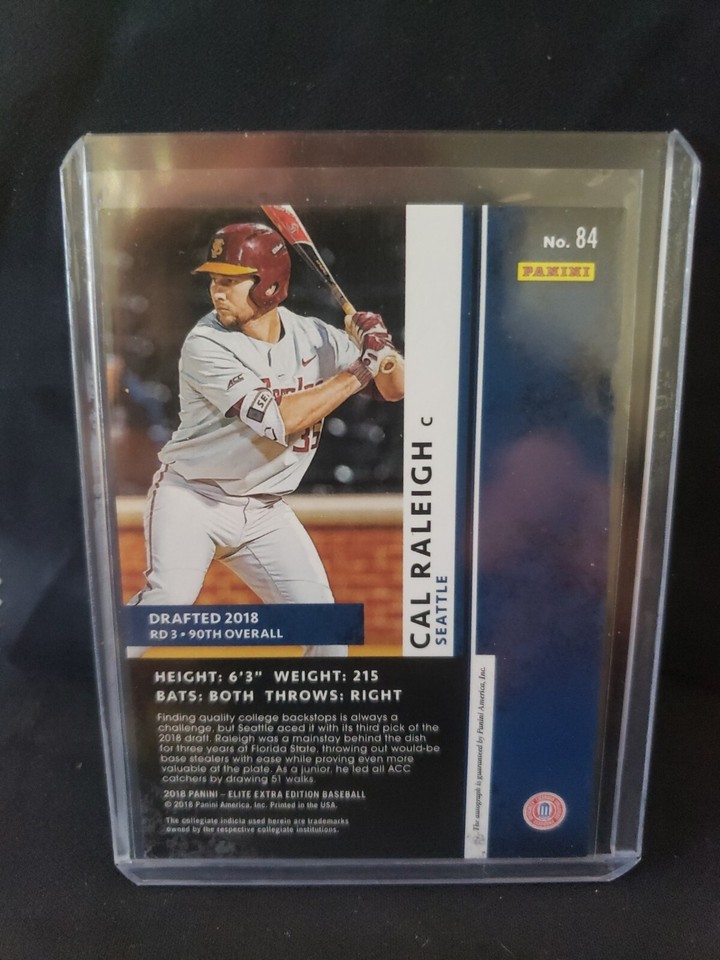 No. 84
PANINI
ACC
35
CAL RALEIGH C
SEATTLE
DRAFTED 2018
RD 3 • 90TH OVERALL
HEIGHT: 6'3" WEIGHT: 215
BATS: BOTH THROWS: RIGHT
Finding quality college backstops is always a
challenge, but Seattle aced it with its third pick of the
2018 draft. Raleigh was a mainstay behind the dish
for three years at Florida State, throwing out would-be
base stealers with ease while proving even more
valuable at the plate. As a junior, he led all ACC
catchers by drawing 51 walks.
2018 PANINI – ELITE EXTRA EDITION BASEBALL
© 2018 Panini America, Inc. Printed in the USA.
The collegiate indicia used herein are trademarks
owned by the respective collegiate institutions.
The autograph is guaranteed by Panini America, Inc.